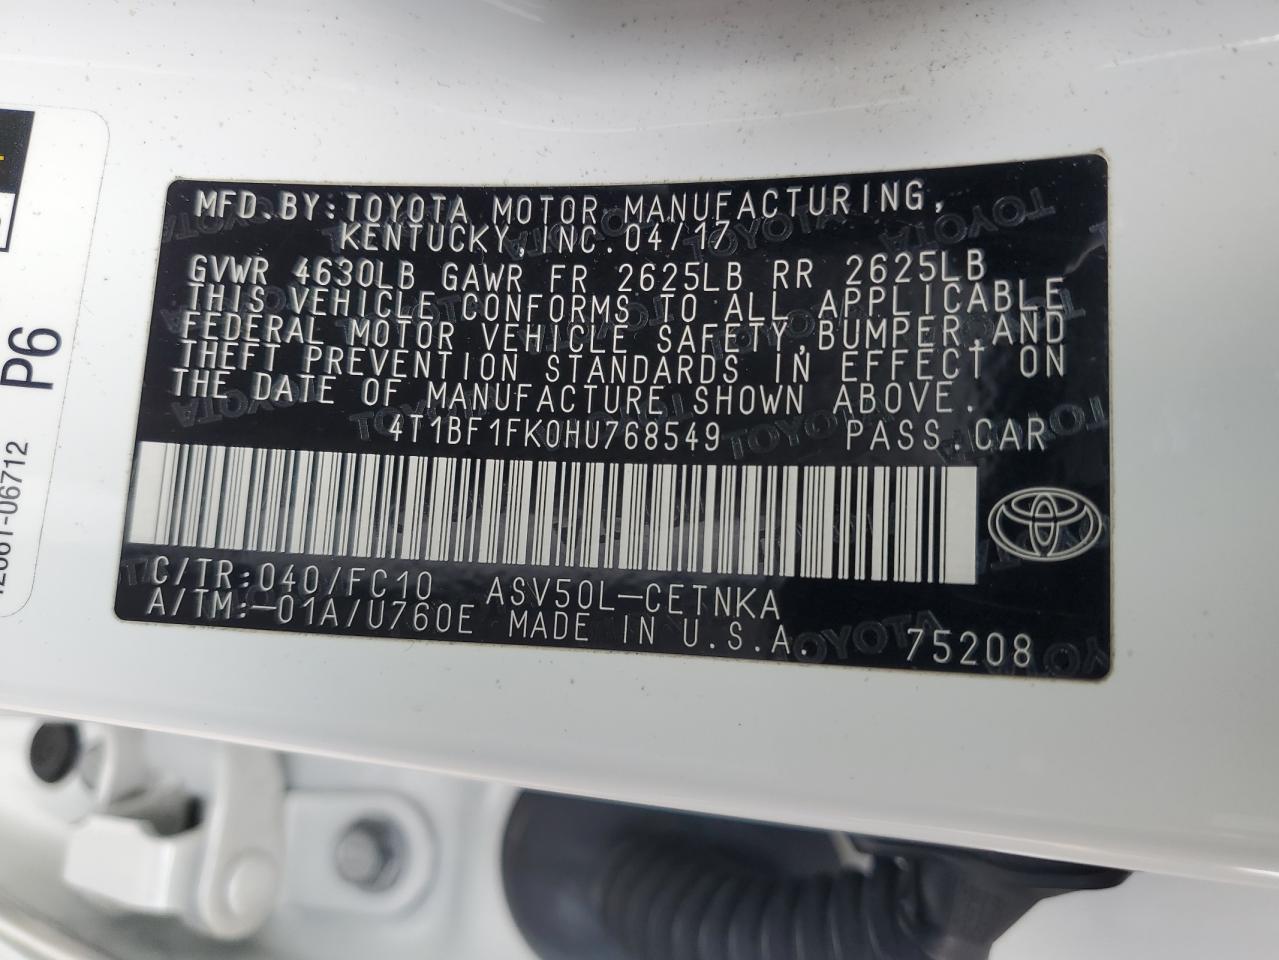 MFD.BY:TOYOTA MOTOR MANUFACTURING,
KENTUCKY,INC.04/17
GVWR 4630LB GAWR FR 2625LB RR 2625LB
THIS VEHICLE CONFORMS TO ALL APPLICABLE
FEDERAL MOTOR VEHICLE SAFETY,BUMPER,AND
THEFT PREVENTION STANDARDS IN EFFECT ON
THE DATE OF MANUFACTURE SHOWN ABOVE.
4T1BF1FK0HU768549 PASS.CAR
C/TR:040/FC10 ASV50L-CETNKA
A/TM:-01A/U760E MADE IN U.S.A. 75208
P6